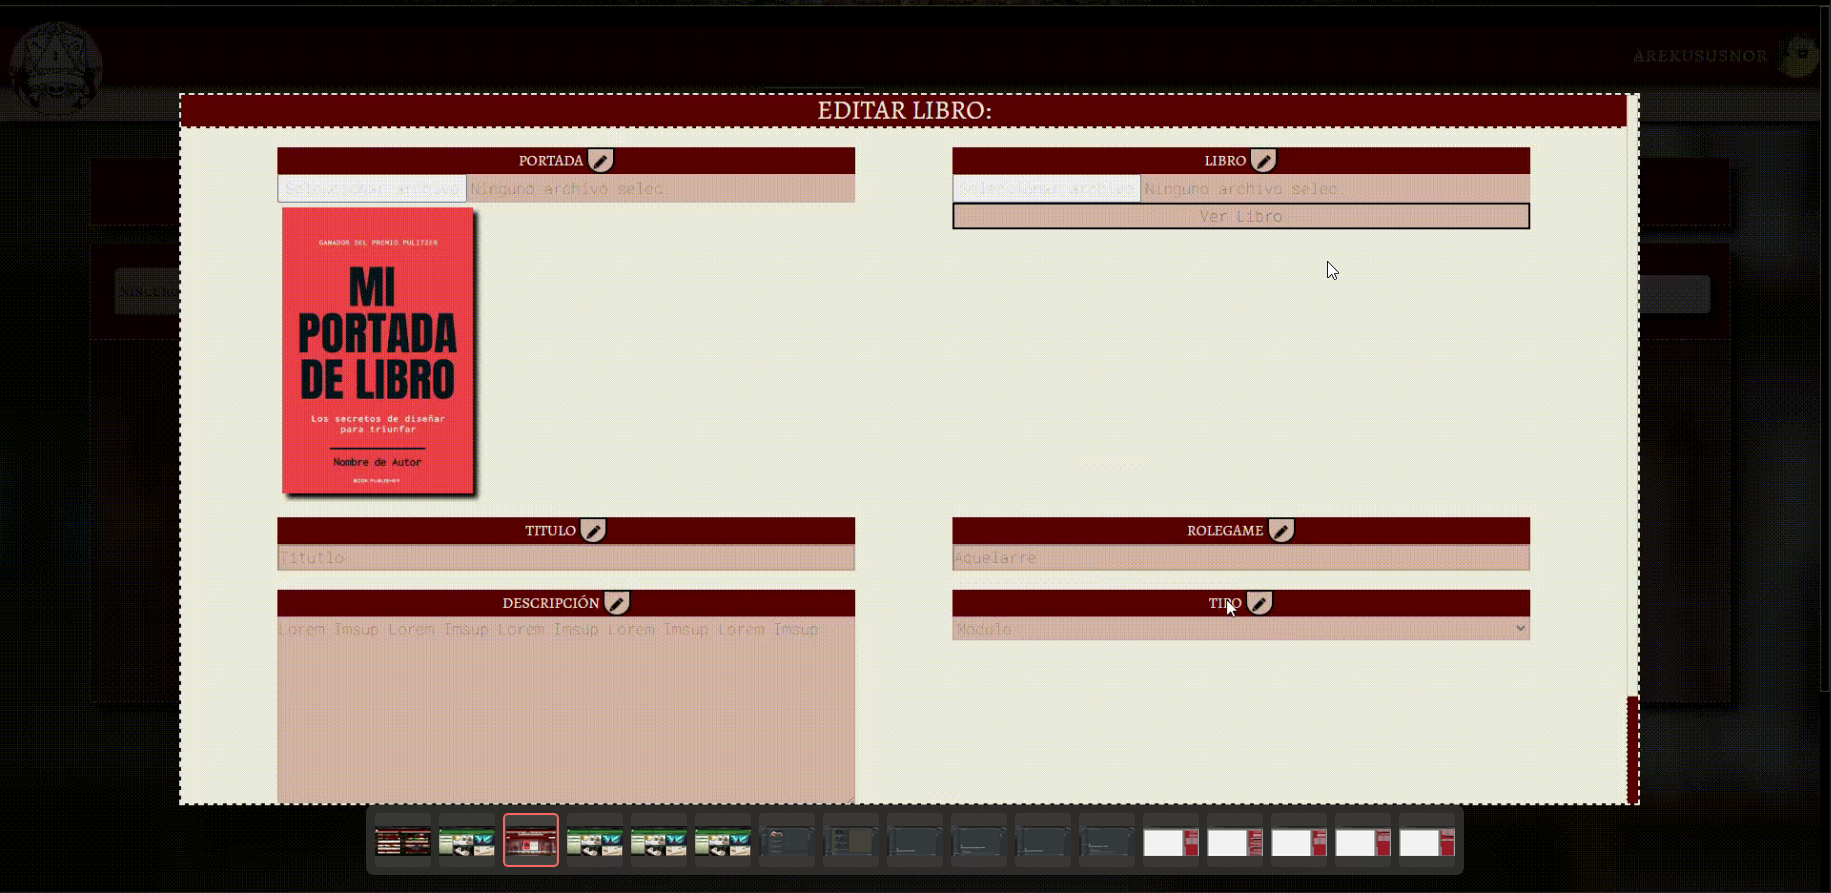 AREKUSUSNOR
EDITAR LIBRO:
PORTADA
LIBRO
Seleccionar archivo Ninguno archivo selec.
Seleccionar archivo Ninguno archivo selec.
Ver Libro
GANADOR DEL PREMIO PULITZER
MI
PORTADA
DE LIBRO
Los secretos de diseñar
para triunfar
Nombre de Autor
BOOK PUBLISHER
TITULO
ROLEGAME
Titutlo
Aquelarre
DESCRIPCIÓN
TIPO
Lorem Imsup Lorem Imsup Lorem Imsup Lorem Imsup Lorem Imsup
Modulo